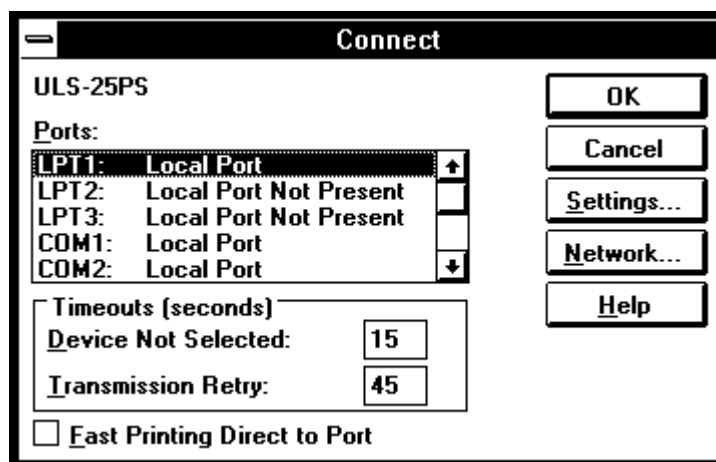 Connect
ULS-25PS
Ports:
LPT1: Local Port
LPT2: Local Port Not Present
LPT3: Local Port Not Present
COM1: Local Port
COM2: Local Port
Timeouts (seconds)
Device Not Selected: 15
Transmission Retry: 45
Fast Printing Direct to Port
OK
Cancel
Settings...
Network...
Help